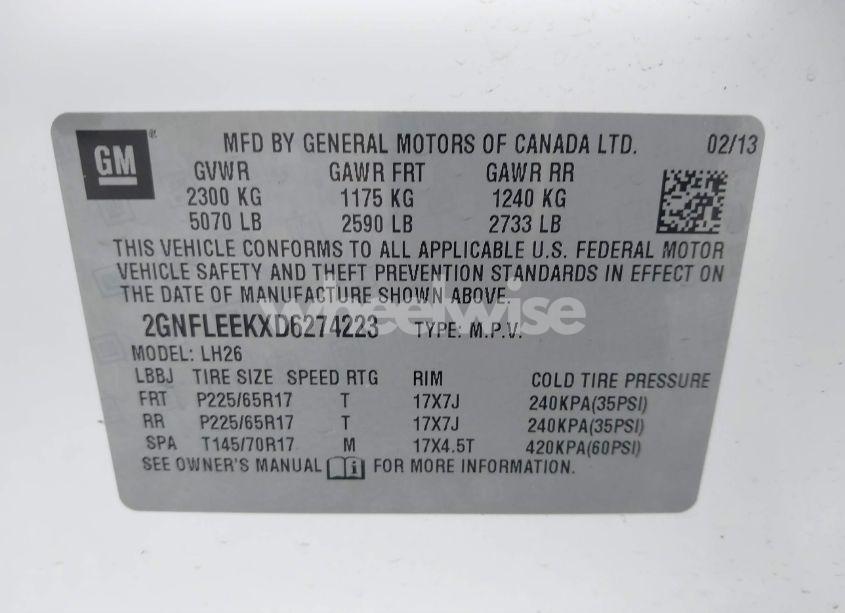 GM ® MFD BY GENERAL MOTORS OF CANADA LTD. 02/13
GVWR GAWR FRT GAWR RR
2300 KG 1175 KG 1240 KG
5070 LB 2590 LB 2733 LB
THIS VEHICLE CONFORMS TO ALL APPLICABLE U.S. FEDERAL MOTOR
VEHICLE SAFETY AND THEFT PREVENTION STANDARDS IN EFFECT ON
THE DATE OF MANUFACTURE SHOWN ABOVE.
wheelwise
2GNFLEEKXD6274223 TYPE: M.P.V.
MODEL: LH26
LBBJ TIRE SIZE SPEED RTG RIM COLD TIRE PRESSURE
FRT P225/65R17 T 17X7J 240KPA(35PSI)
RR P225/65R17 T 17X7J 240KPA(35PSI)
SPA T145/70R17 M 17X4.5T 420KPA(60PSI)
SEE OWNER'S MANUAL i FOR MORE INFORMATION.